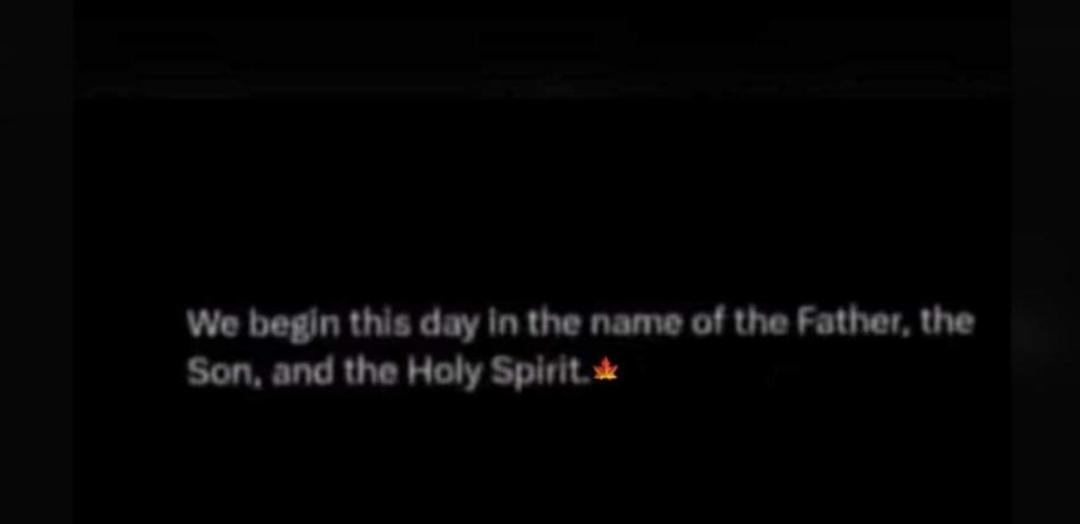 We begin this day in the name of the Father, the
Son, and the Holy Spirit.🍁